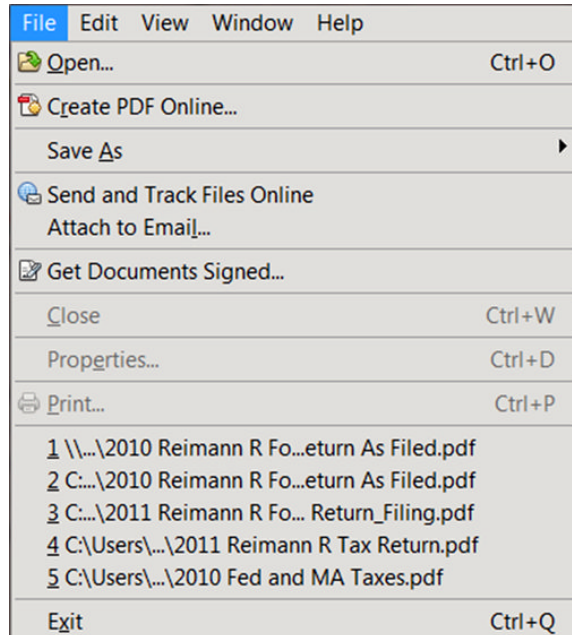 File Edit View Window Help
Open... Ctrl+O
Create PDF Online...
Save As
Send and Track Files Online
Attach to Email...
Get Documents Signed...
Close Ctrl+W
Properties... Ctrl+D
Print... Ctrl+P
1 \\...\2010 Reimann R Fo...eturn As Filed.pdf
2 C:...\2010 Reimann R Fo...eturn As Filed.pdf
3 C:...\2011 Reimann R Fo... Return_Filing.pdf
4 C:\Users\...\2011 Reimann R Tax Return.pdf
5 C:\Users\...\2010 Fed and MA Taxes.pdf
Exit Ctrl+Q